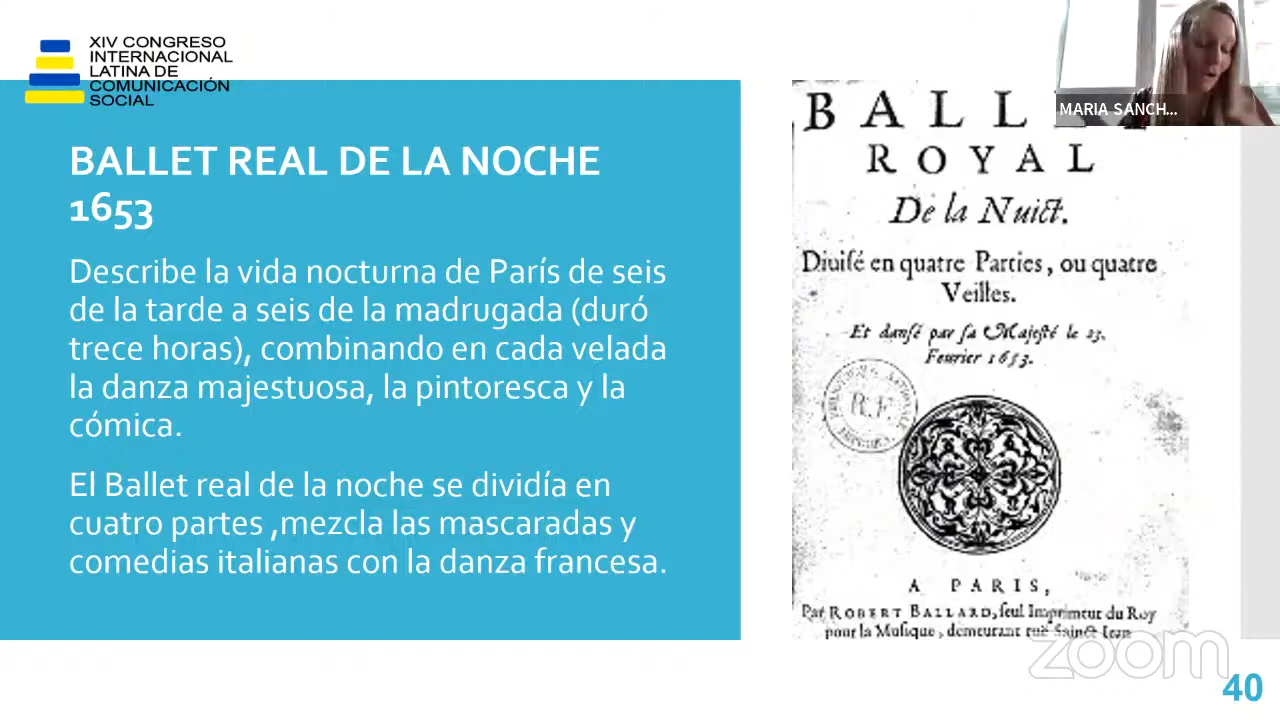 XIV CONGRESO
INTERNACIONAL
LATINA DE
COMUNICACIÓN
SOCIAL
BALLET REAL DE LA NOCHE
1653
Describe la vida nocturna de París de seis
de la tarde a seis de la madrugada (duró
trece horas), combinando en cada velada
la danza majestuosa, la pintoresca y la
cómica.
El Ballet real de la noche se dividía en
cuatro partes ,mezcla las mascaradas y
comedias italianas con la danza francesa.
MARIA SANCH...
BALL
ROYAL
De la Nuict.
Diuisé en quatre Parties, ou quatre
Veilles.
Et dansé par sa Majesté le 23.
Feurier 1653.
R.F.
A PARIS,
Par ROBERT BALLARD, seul Imprimeur du Roy
pour la Musique, demeurant ruë Sainct Iean
zoom
40